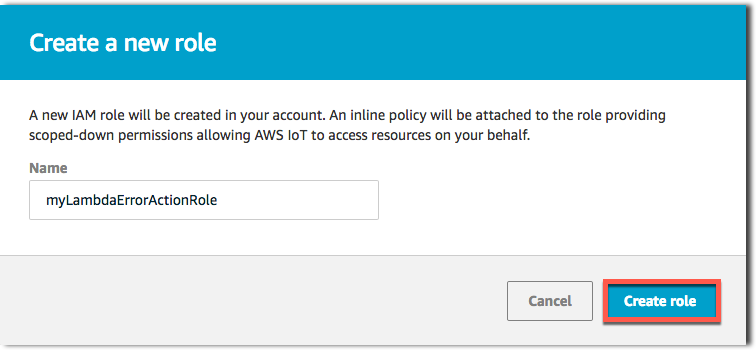 Create a new role
A new IAM role will be created in your account. An inline policy will be attached to the role providing
scoped-down permissions allowing AWS IoT to access resources on your behalf.
Name
myLambdaErrorActionRole
Cancel
Create role